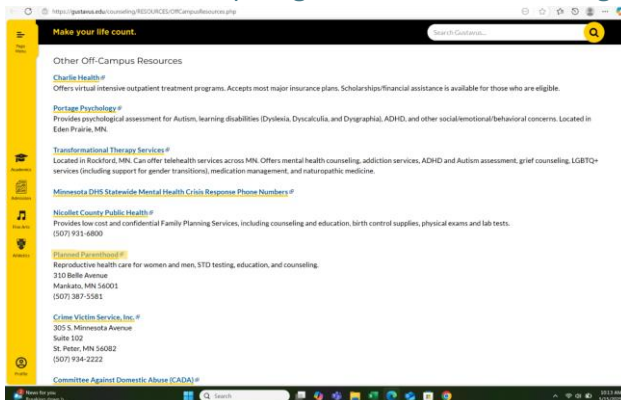 https://gustavus.edu/counseling/RESOURCES/OffCampusResources.php
Make your life count.
Search Gustavus...
Page
Menu
Other Off-Campus Resources
Charlie Health
Offers virtual intensive outpatient treatment programs. Accepts most major insurance plans. Scholarships/financial assistance is available for those who are eligible.
Portage Psychology
Provides psychological assessment for Autism, learning disabilities (Dyslexia, Dyscalculia, and Dysgraphia), ADHD, and other social/emotional/behavioral concerns. Located in
Eden Prairie, MN.
Transformational Therapy Services
Located in Rockford, MN. Can offer telehealth services across MN. Offers mental health counseling, addiction services, ADHD and Autism assessment, grief counseling, LGBTQ+
services (including support for gender transitions), medication management, and naturopathic medicine.
Minnesota DHS Statewide Mental Health Crisis Response Phone Numbers
Nicollet County Public Health
Provides low cost and confidential Family Planning Services, including counseling and education, birth control supplies, physical exams and lab tests.
(507) 931-6800
Planned Parenthood
Reproductive health care for women and men, STD testing, education, and counseling.
310 Belle Avenue
Mankato, MN 56001
(507) 387-5581
Crime Victim Service, Inc.
305 S. Minnesota Avenue
Suite 102
St. Peter, MN 56082
(507) 934-2222
Committee Against Domestic Abuse (CADA)
Academics
Admission
Fine Arts
Athletics
Profile
News for you
Search
10:13 AM